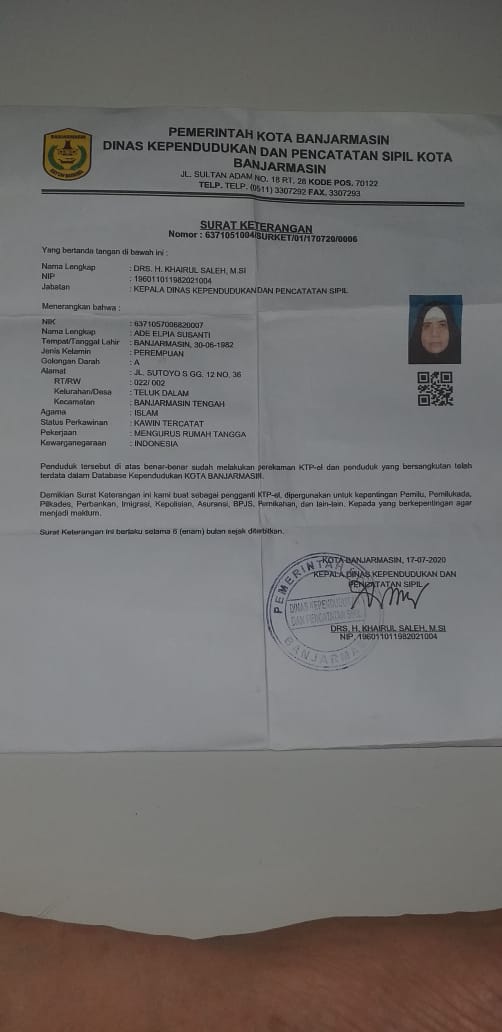 BANJARMASIN
KAYUH BAIMBAI
PEMERINTAH KOTA BANJARMASIN
DINAS KEPENDUDUKAN DAN PENCATATAN SIPIL KOTA
BANJARMASIN
JL. SULTAN ADAM NO. 18 RT. 28 KODE POS. 70122
TELP. TELP. (0511) 3307292 FAX. 3307293
SURAT KETERANGAN
Nomor : 6371051004/SURKET/01/170720/0006
Yang bertanda tangan di bawah ini :
Nama Lengkap : DRS. H. KHAIRUL SALEH, M.SI
NIP : 196011011982021004
Jabatan : KEPALA DINAS KEPENDUDUKAN DAN PENCATATAN SIPIL
Menerangkan bahwa :
NIK : 6371057006820007
Nama Lengkap : ADE ELPIA SUSANTI
Tempat/Tanggal Lahir : BANJARMASIN, 30-06-1982
Jenis Kelamin : PEREMPUAN
Golongan Darah : A
Alamat : JL. SUTOYO S GG. 12 NO. 36
RT/RW : 022/ 002
Kelurahan/Desa : TELUK DALAM
Kecamatan : BANJARMASIN TENGAH
Agama : ISLAM
Status Perkawinan : KAWIN TERCATAT
Pekerjaan : MENGURUS RUMAH TANGGA
Kewarganegaraan : INDONESIA
Penduduk tersebut di atas benar-benar sudah melakukan perekaman KTP-el dan penduduk yang bersangkutan telah
terdata dalam Database Kependudukan KOTA BANJARMASIN.
Demikian Surat Keterangan ini kami buat sebagai pengganti KTP-el, dipergunakan untuk kepentingan Pemilu, Pemilukada,
Pilkades, Perbankan, Imigrasi, Kepolisian, Asuransi, BPJS, Pernikahan, dan lain-lain. Kepada yang berkepentingan agar
menjadi maklum.
Surat Keterangan ini berlaku selama 6 (enam) bulan sejak diterbitkan.
KOTA BANJARMASIN, 17-07-2020
KEPALA DINAS KEPENDUDUKAN DAN
PENCATATAN SIPIL
PEMERINTAH
DINAS KEPENDUDUKAN
DAN PENCATATAN SIPIL
BANJARMASIN
DRS. H. KHAIRUL SALEH, M.SI
NIP. 196011011982021004